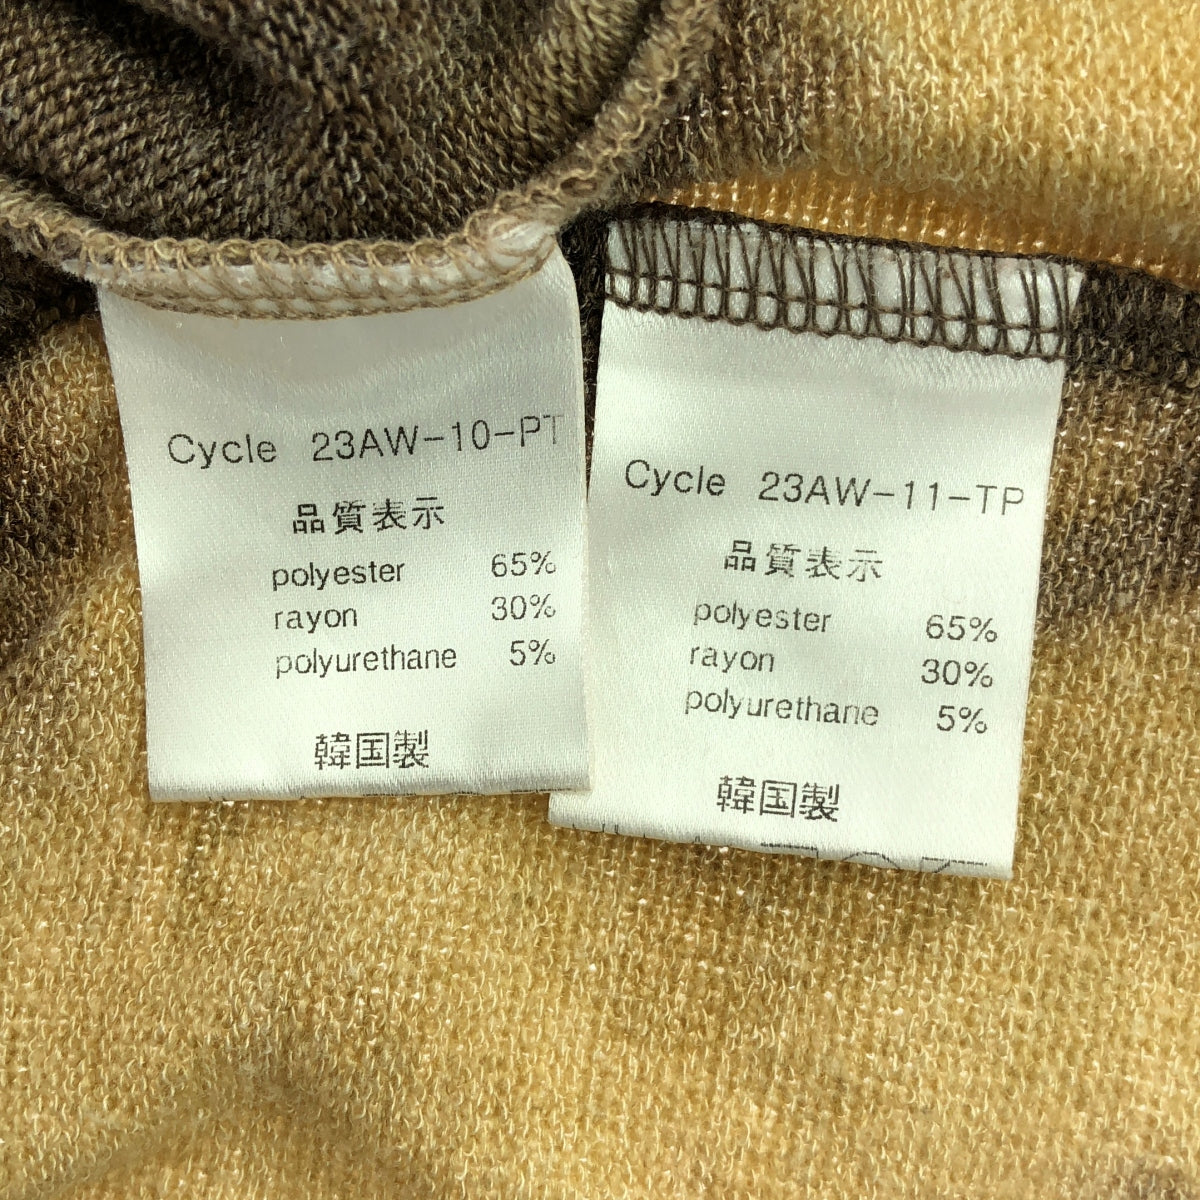 Cycle 23AW-10-PT
品質表示
polyester 65%
rayon 30%
polyurethane 5%
韓国製
Cycle 23AW-11-TP
品質表示
polyester 65%
rayon 30%
polyurethane 5%
韓国製